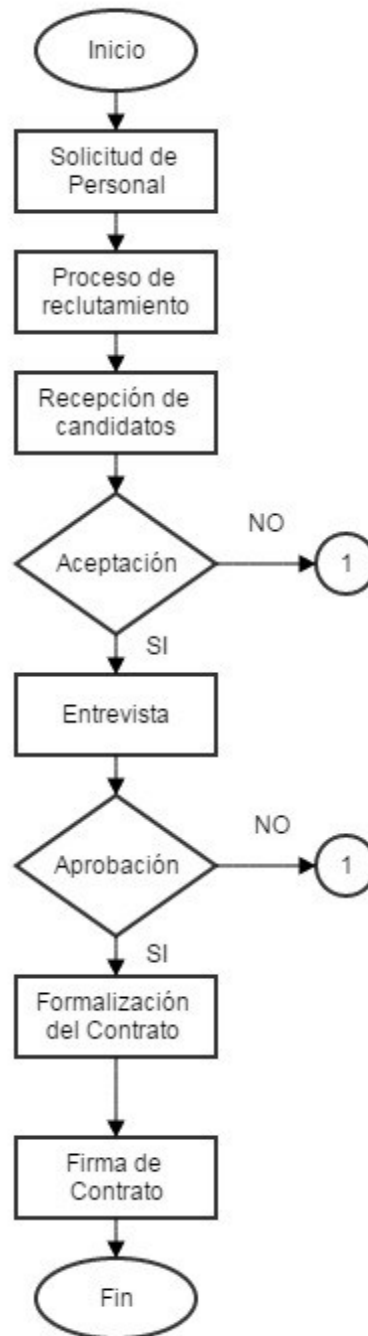 Inicio
Solicitud de
Personal
Proceso de
reclutamiento
Recepción de
candidatos
Aceptación
NO
1
SI
Entrevista
Aprobación
NO
1
SI
Formalización
del Contrato
Firma de
Contrato
Fin